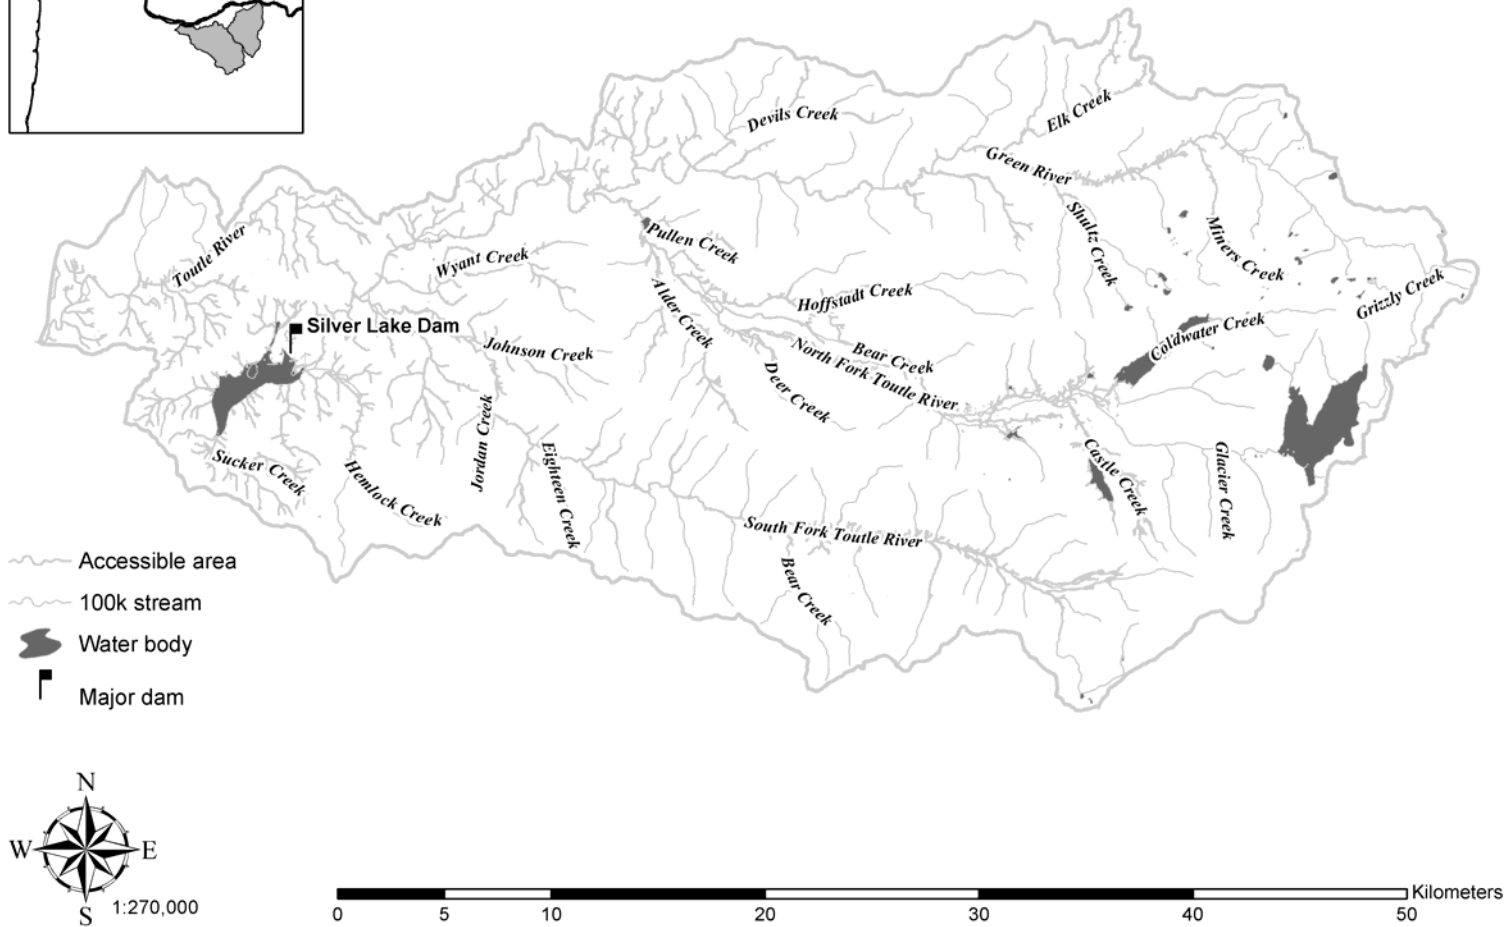 Devils Creek
Elk Creek
Green River
Toutle River
Wyant Creek
Pullen Creek
Shultz Creek
Miners Creek
Grizzly Creek
Hoffstadt Creek
Alder Creek
Silver Lake Dam
Johnson Creek
Coldwater Creek
Bear Creek
North Fork Toutle River
Deer Creek
Jordan Creek
Sucker Creek
Hemlock Creek
Eighteen Creek
Castle Creek
Glacier Creek
South Fork Toutle River
Bear Creek
Accessible area
100k stream
Water body
Major dam
N
W E
S
1:270,000
Kilometers
0 5 10 20 30 40 50